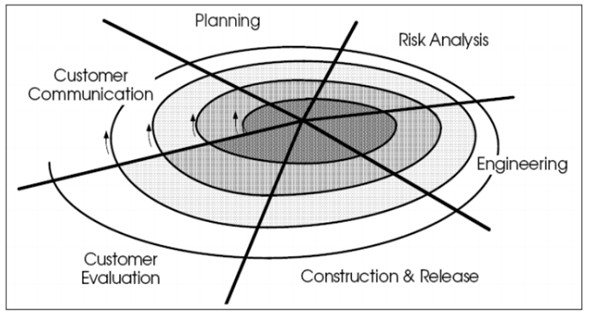 Planning
Risk Analysis
Customer
Communication
Engineering
Customer
Evaluation
Construction & Release